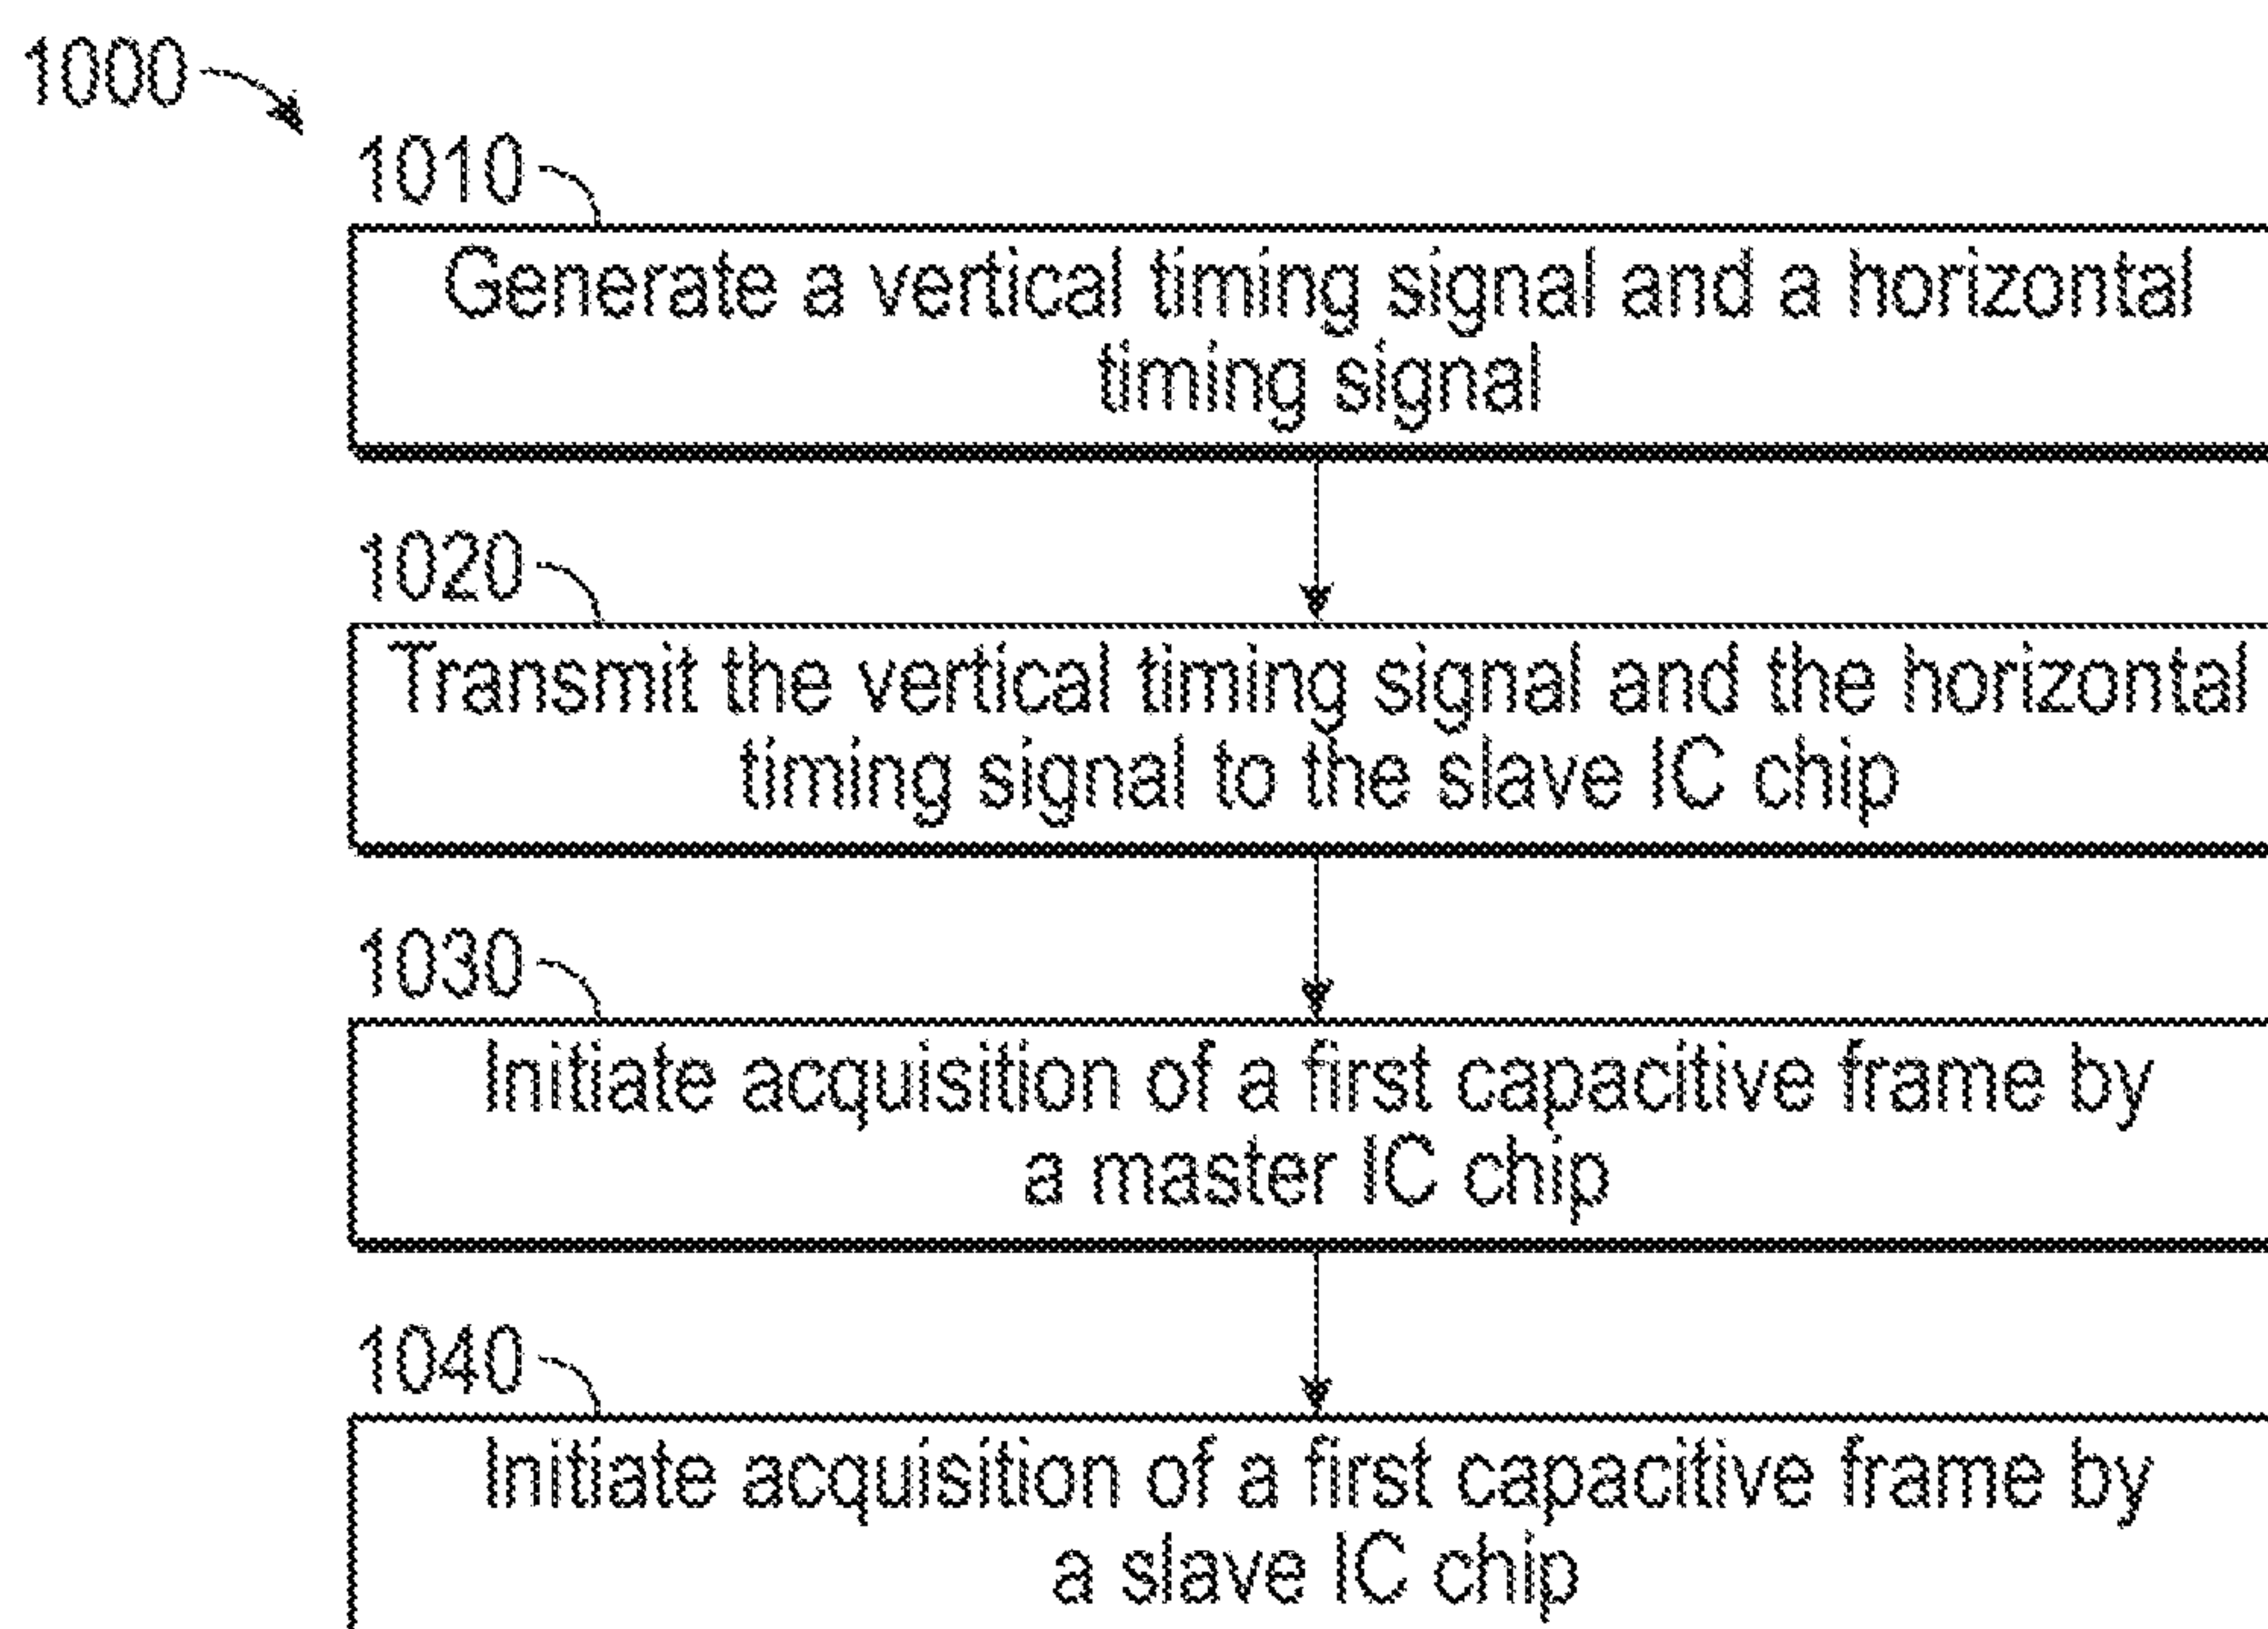 1000
1010
Generate a vertical timing signal and a horizontal
timing signal
1020
Transmit the vertical timing signal and the horizontal
timing signal to the slave IC chip
1030
Initiate acquisition of a first capacitive frame by
a master IC chip
1040
Initiate acquisition of a first capacitive frame by
a slave IC chip